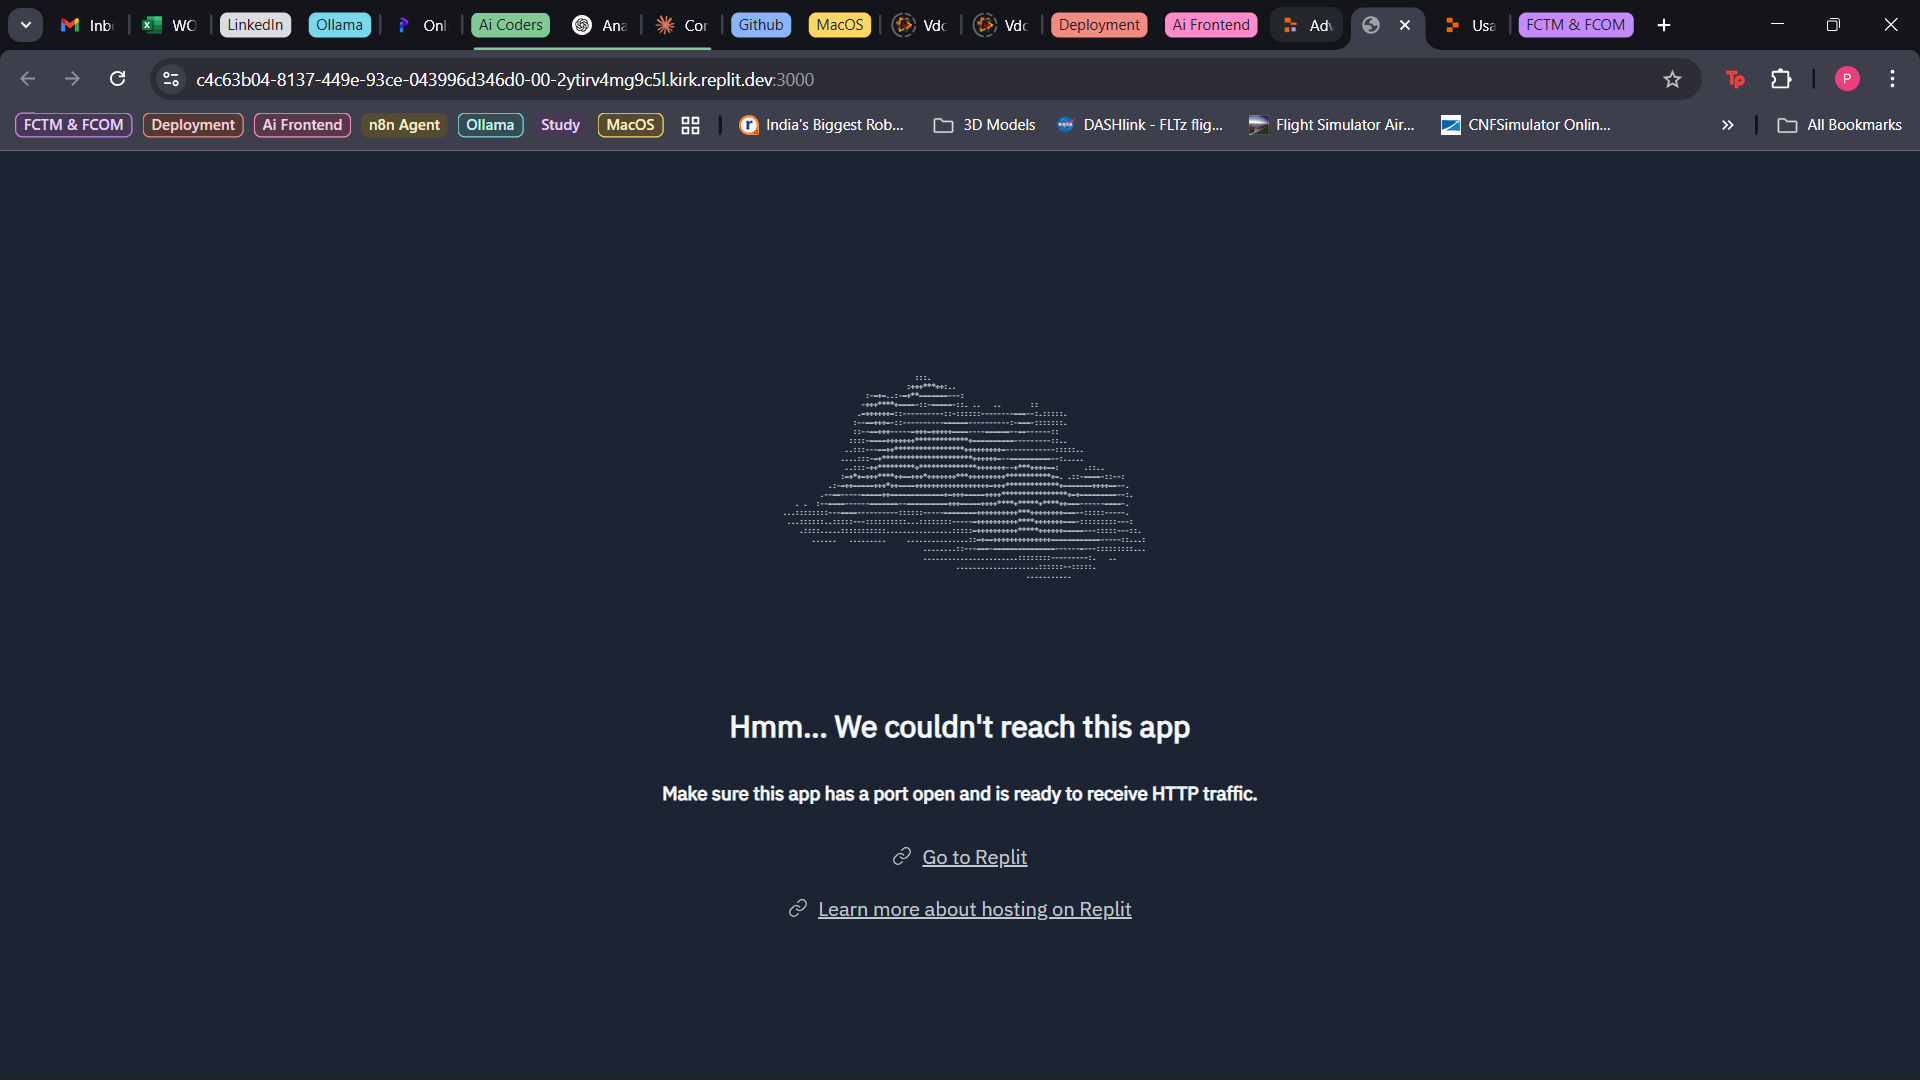 Inb
WO
LinkedIn
Ollama
Onl
Ai Coders
Ana
Cor
Github
MacOS
Vdc
Vdc
Deployment
Ai Frontend
Adv
Usa
FCTM & FCOM
c4c63b04-8137-449e-93ce-043996d346d0-00-2ytirv4mg9c5l.kirk.replit.dev:3000
Tp
P
FCTM & FCOM
Deployment
Ai Frontend
n8n Agent
Ollama
Study
MacOS
India's Biggest Rob...
3D Models
DASHlink - FLTz flig...
Flight Simulator Air...
CNFSimulator Onlin...
All Bookmarks
Hmm... We couldn't reach this app
Make sure this app has a port open and is ready to receive HTTP traffic.
Go to Replit
Learn more about hosting on Replit